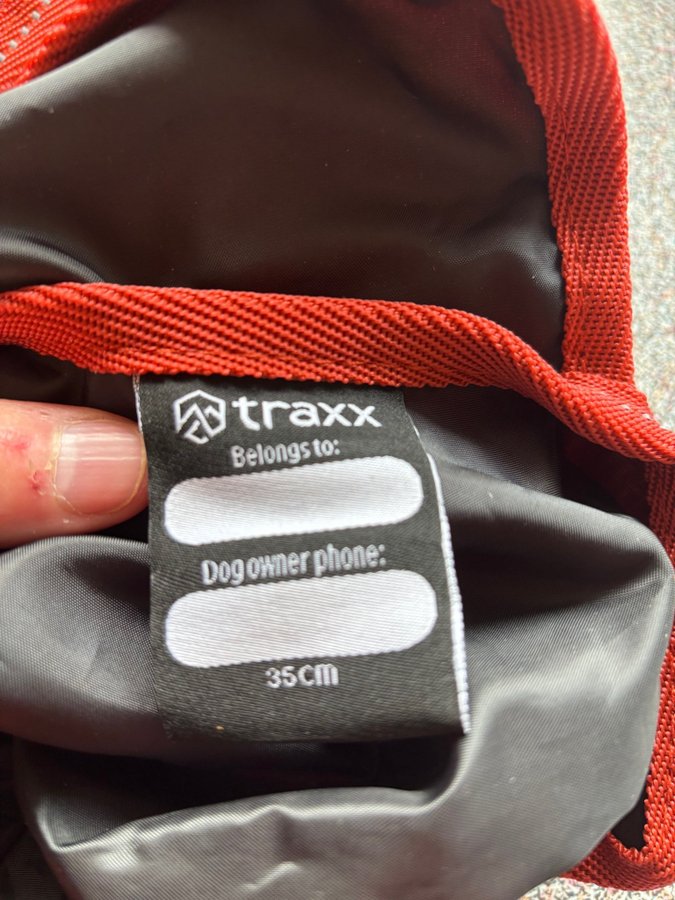 traxx
Belongs to:
Dog owner phone:
35cm